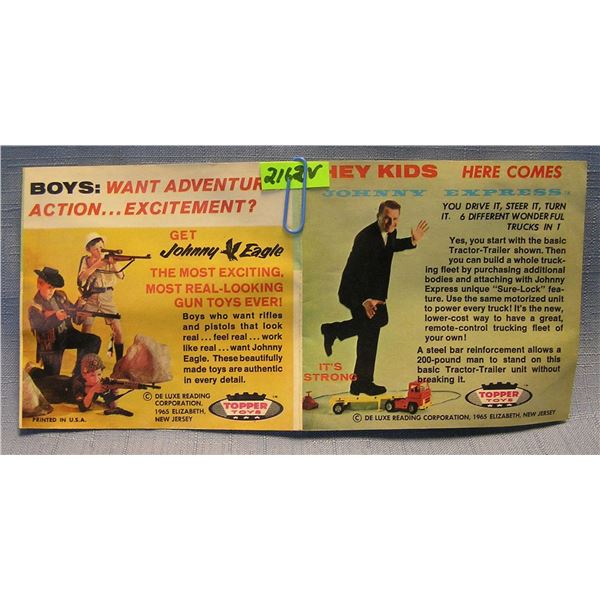 2162V
BOYS: WANT ADVENTUR
ACTION...EXCITEMENT?
GET
Johnny Eagle
THE MOST EXCITING,
MOST REAL-LOOKING
GUN TOYS EVER!
Boys who want rifles
and pistols that look
real...feel real...work
like real...want Johnny
Eagle. These beautifully
made toys are authentic
in every detail.
© DE LUXE READING
CORPORATION,
1965 ELIZABETH,
NEW JERSEY
TOPPER
TOYS
TM
PRINTED IN U.S.A.
HEY KIDS HERE COMES
JOHNNY EXPRESS™
YOU DRIVE IT, STEER IT, TURN
IT. 6 DIFFERENT WONDERFUL
TRUCKS IN 1
Yes, you start with the basic
Tractor-Trailer shown. Then
you can build a whole truck-
ing fleet by purchasing additional
bodies and attaching with Johnny
Express unique "Sure-Lock" fea-
ture. Use the same motorized unit
to power every truck! It's the new,
lower-cost way to have a great,
remote-control trucking fleet of
your own!
A steel bar reinforcement allows a
200-pound man to stand on this
basic Tractor-Trailer unit without
breaking it.
IT'S
STRONG
TOPPER
TOYS
TM
© DE LUXE READING CORPORATION, 1965 ELIZABETH, NEW JERSEY